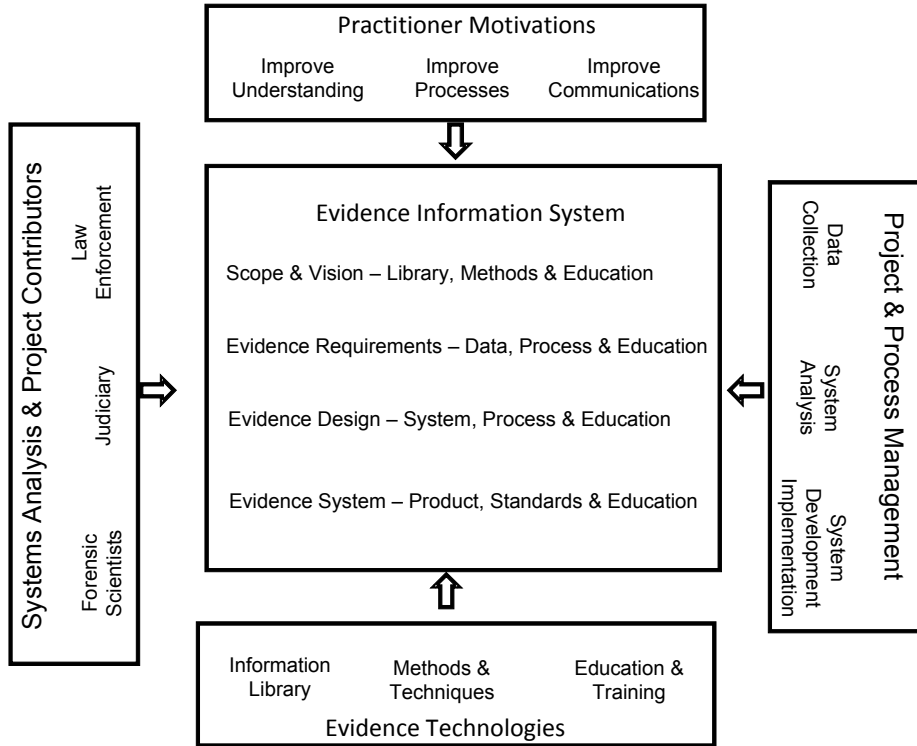 Practitioner Motivations
Improve
Understanding
Improve
Processes
Improve
Communications
Systems Analysis & Project Contributors
Law
Enforcement
Judiciary
Forensic
Scientists
Evidence Information System
Scope & Vision – Library, Methods & Education
Evidence Requirements – Data, Process & Education
Evidence Design – System, Process & Education
Evidence System – Product, Standards & Education
Project & Process Management
Data
Collection
System
Analysis
System
Development
Implementation
Information
Library
Methods &
Techniques
Education &
Training
Evidence Technologies